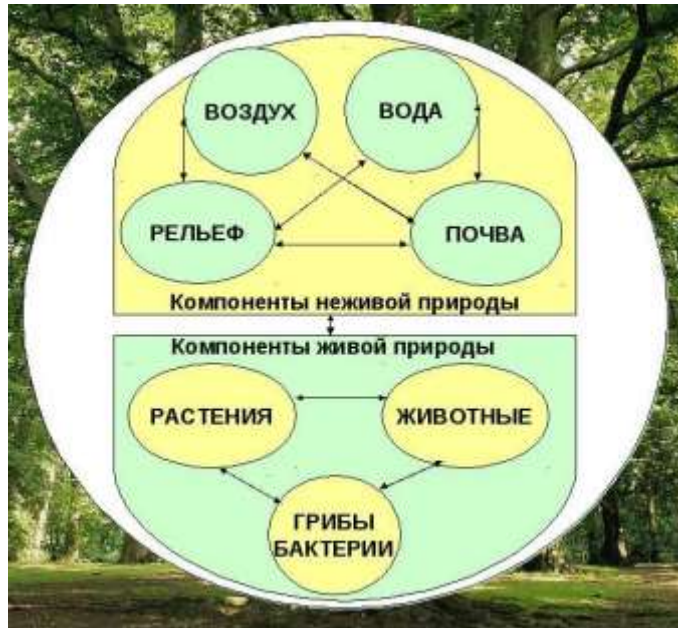 ВОЗДУХ
ВОДА
РЕЛЬЕФ
ПОЧВА
Компоненты неживой природы
Компоненты живой природы
РАСТЕНИЯ
ЖИВОТНЫЕ
ГРИБЫ
БАКТЕРИИ